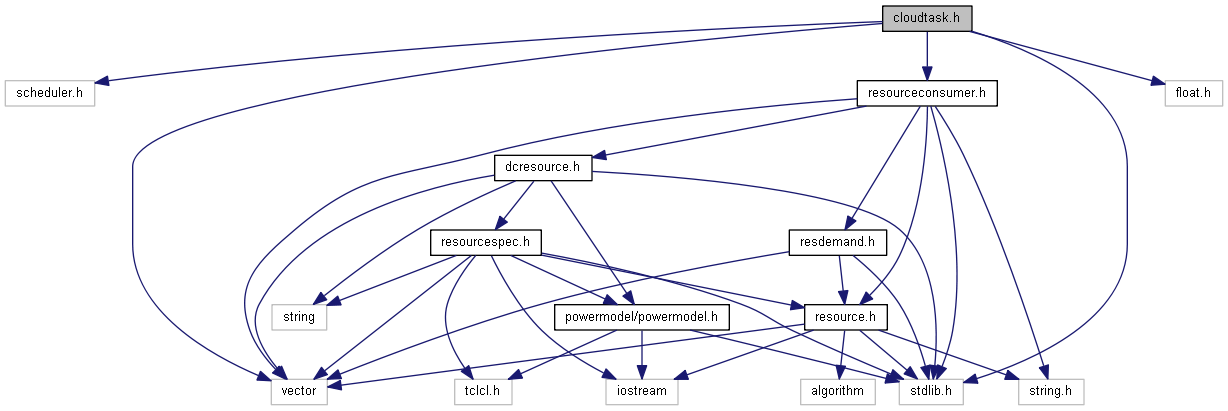 cloudtask.h
scheduler.h
resourceconsumer.h
float.h
dcresource.h
resourcespec.h
resdemand.h
string
powermodel/powermodel.h
resource.h
vector
tclcl.h
iostream
algorithm
stdlib.h
string.h